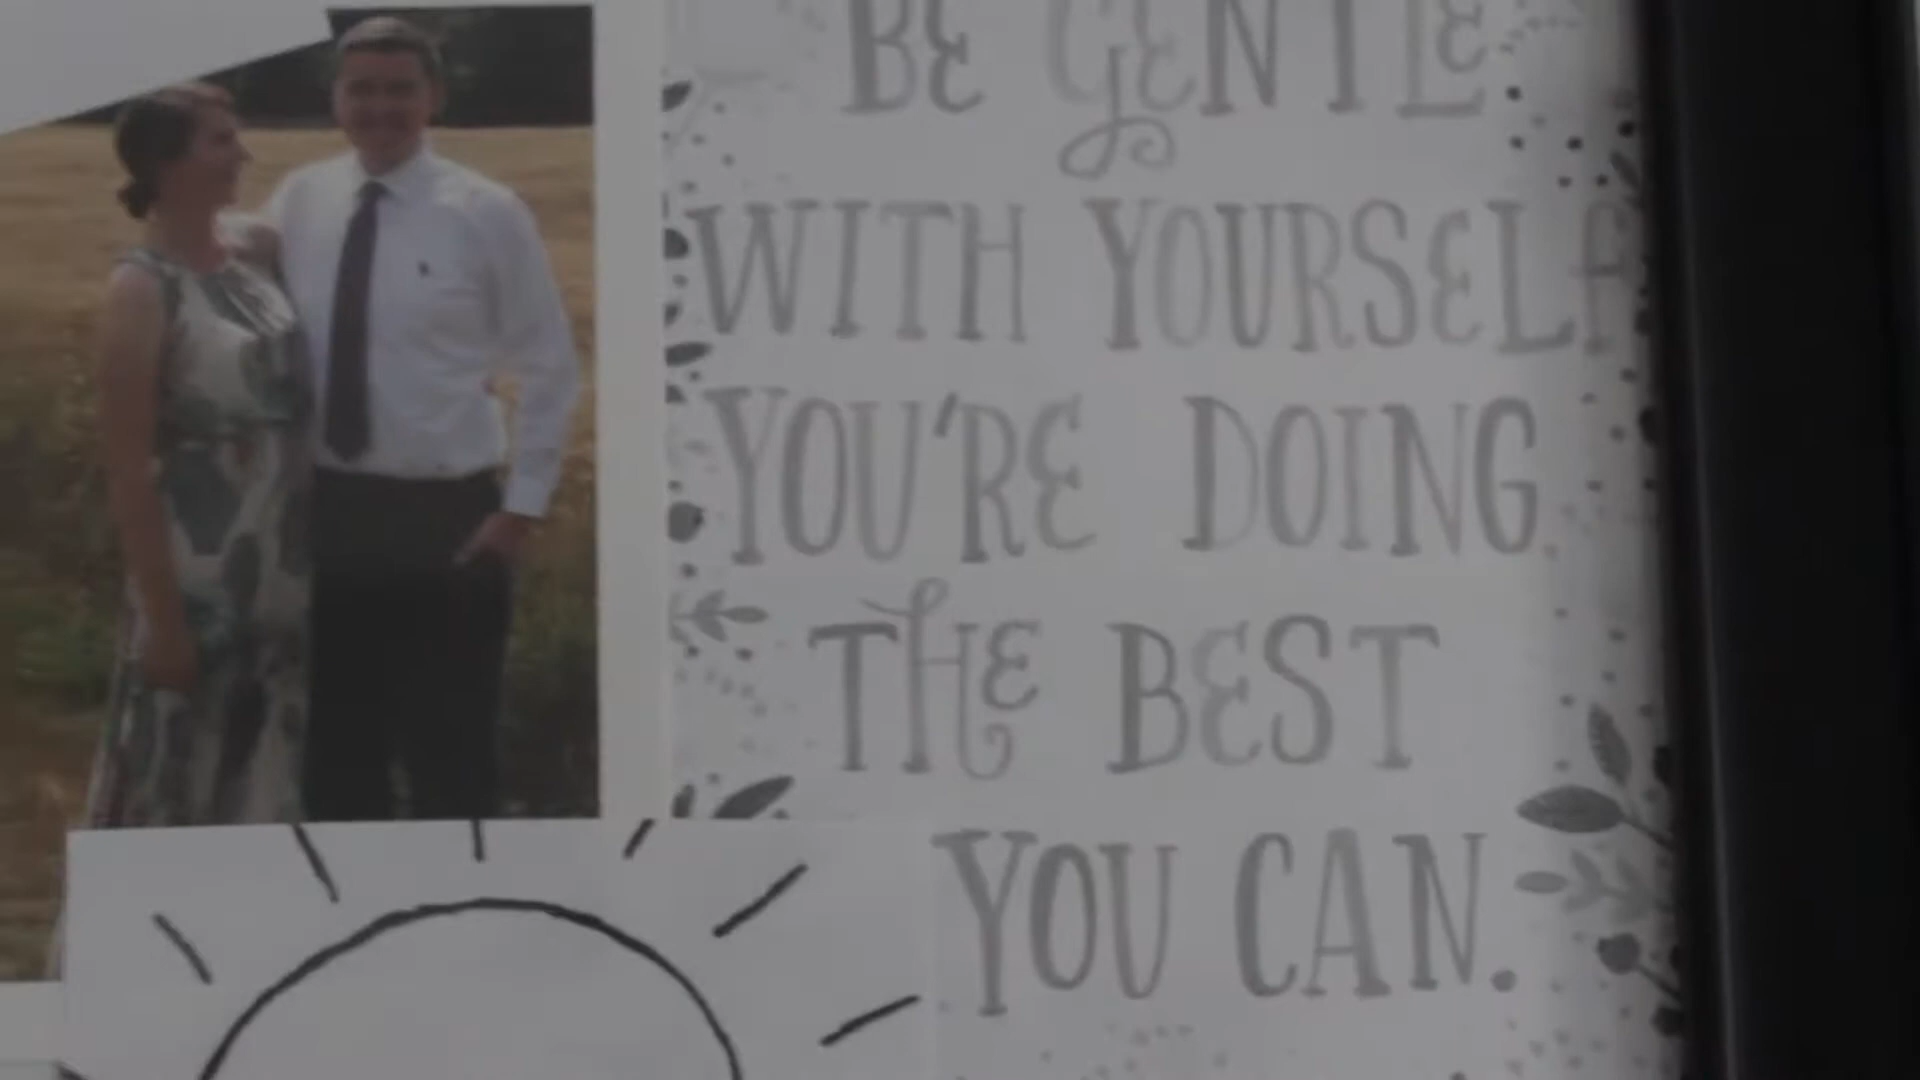 BE GENTLE
WITH YOURSELF
YOU'RE DOING
THE BEST
YOU CAN.